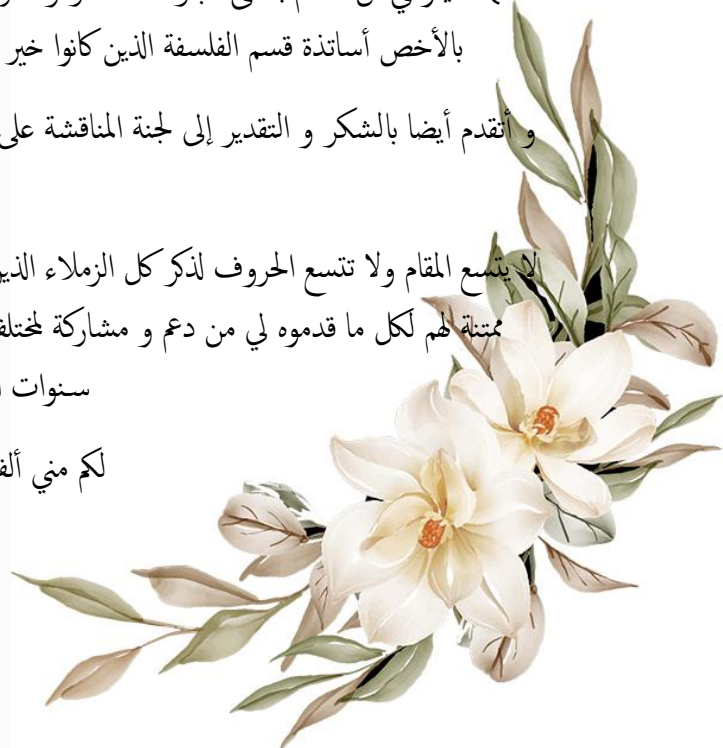 بالأخص أساتذة قسم الفلسفة الذين كانوا خير
و أتقدم أيضا بالشكر و التقدير إلى لجنة المناقشة على
لا يتسع المقام ولا تتسع الحروف لذكر كل الزملاء الذين
ممتنة لهم لكل ما قدموه لي من دعم و مشاركة لمختلف
سنوات
لكم مني ألف